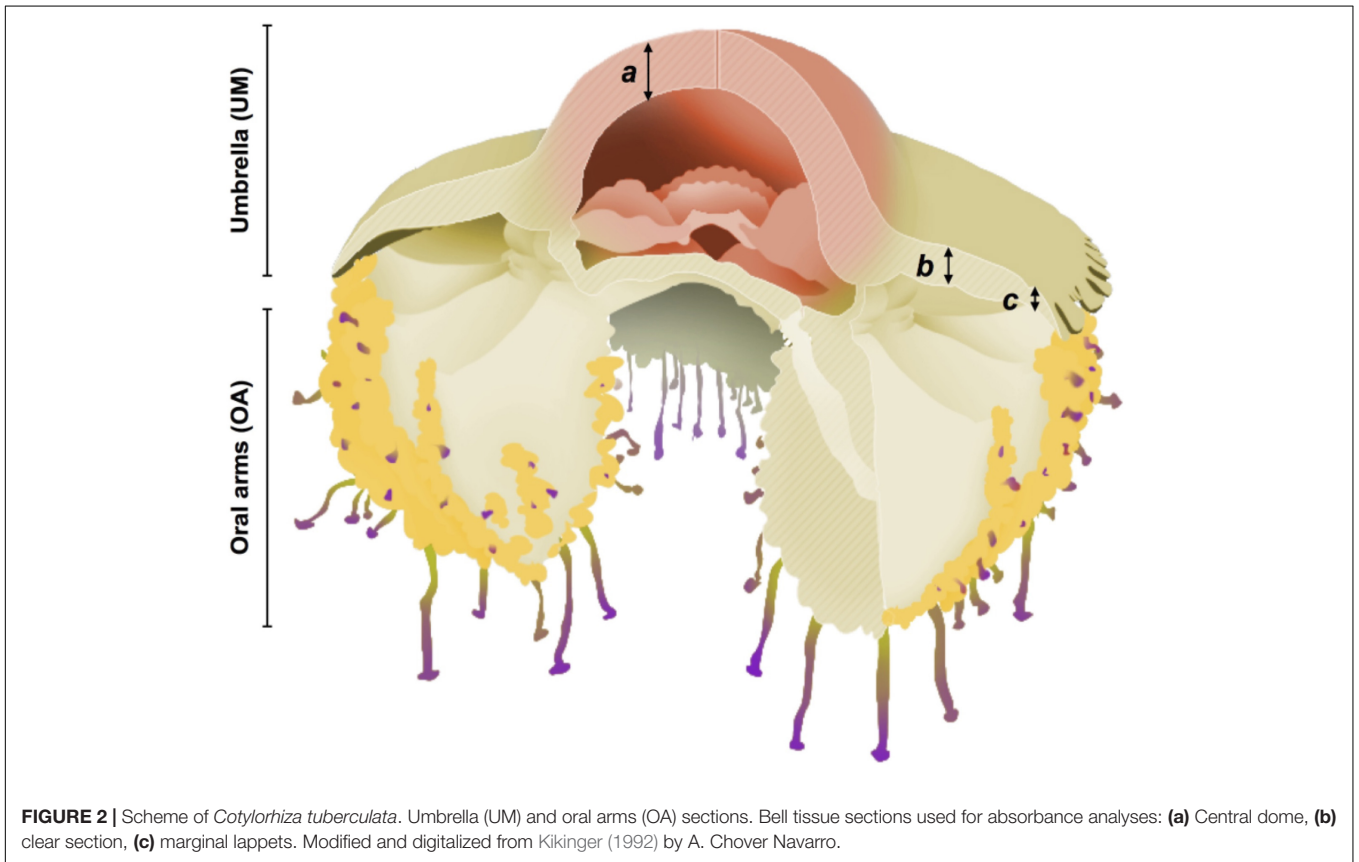 Umbrella (UM)
a
b
c
Oral arms (OA)
FIGURE 2 | Scheme of Cotylorhiza tuberculata. Umbrella (UM) and oral arms (OA) sections. Bell tissue sections used for absorbance analyses: (a) Central dome, (b)
clear section, (c) marginal lappets. Modified and digitalized from Kikinger (1992) by A. Chover Navarro.